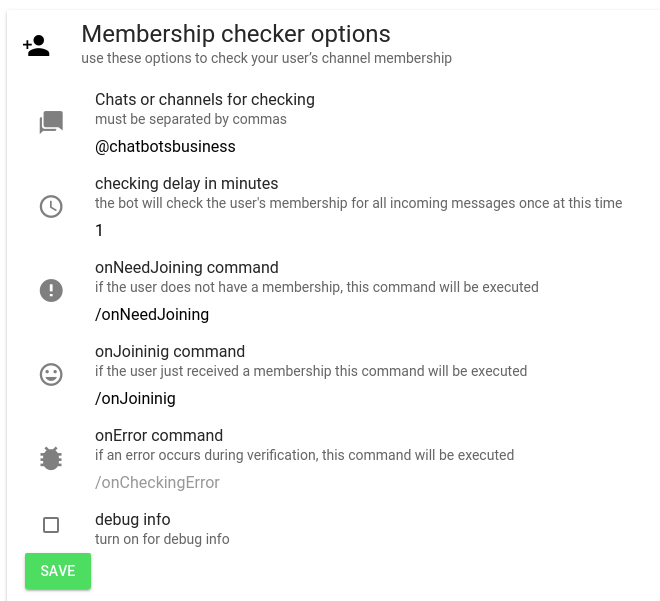 Membership checker options
use these options to check your user’s channel membership
Chats or channels for checking
must be separated by commas
@chatbotsbusiness
checking delay in minutes
the bot will check the user's membership for all incoming messages once at this time
1
onNeedJoining command
if the user does not have a membership, this command will be executed
/onNeedJoining
onJoininig command
if the user just received a membership this command will be executed
/onJoininig
onError command
if an error occurs during verification, this command will be executed
/onCheckingError
debug info
turn on for debug info
SAVE